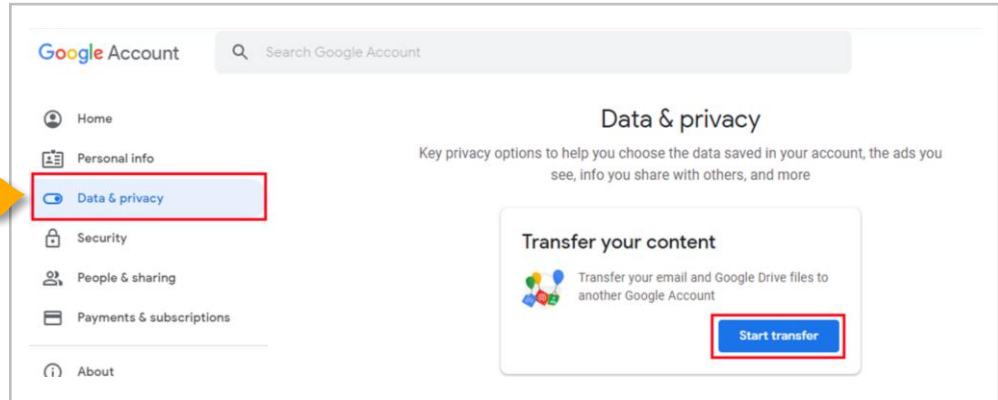 Google Account
Search Google Account
Home
Personal info
Data & privacy
Security
People & sharing
Payments & subscriptions
About
Data & privacy
Key privacy options to help you choose the data saved in your account, the ads you
see, info you share with others, and more
Transfer your content
Transfer your email and Google Drive files to
another Google Account
Start transfer